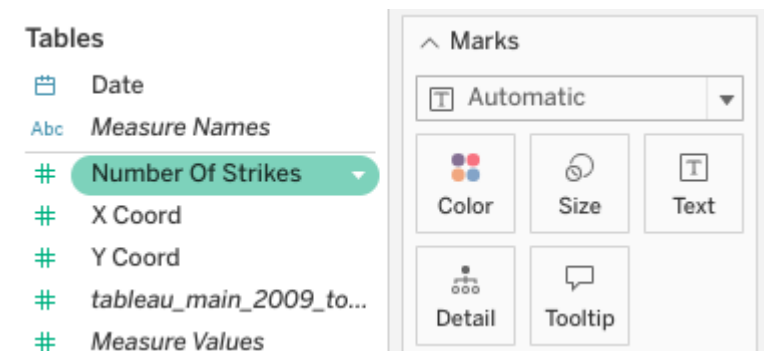 Tables
Date
Abc Measure Names
# Number Of Strikes
# X Coord
# Y Coord
# tableau_main_2009_to...
# Measure Values
Marks
T Automatic
Color Size T Text
Detail Tooltip